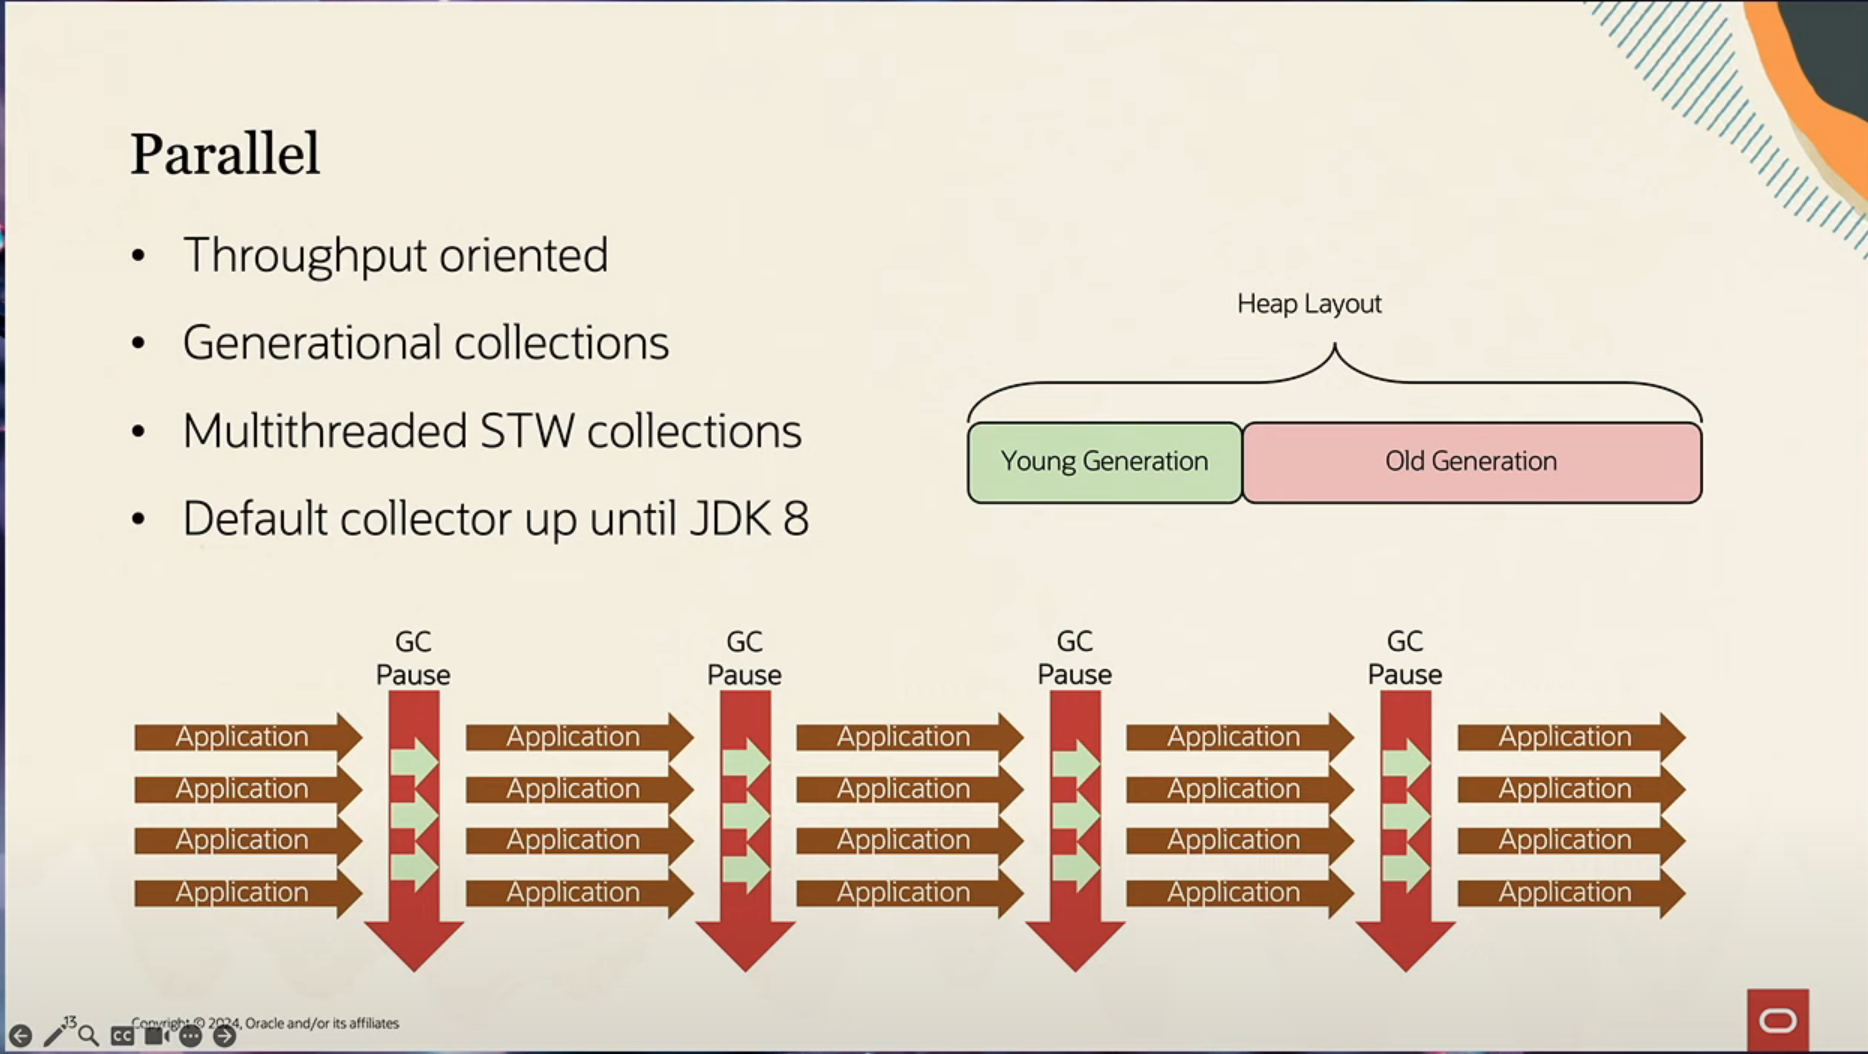 Parallel
• Throughput oriented
• Generational collections
• Multithreaded STW collections
• Default collector up until JDK 8
Heap Layout
Young Generation Old Generation
GC Pause GC Pause GC Pause GC Pause
Application Application Application Application Application
Application Application Application Application Application
Application Application Application Application Application
Application Application Application Application Application
13 Copyright © 2024, Oracle and/or its affiliates
CC